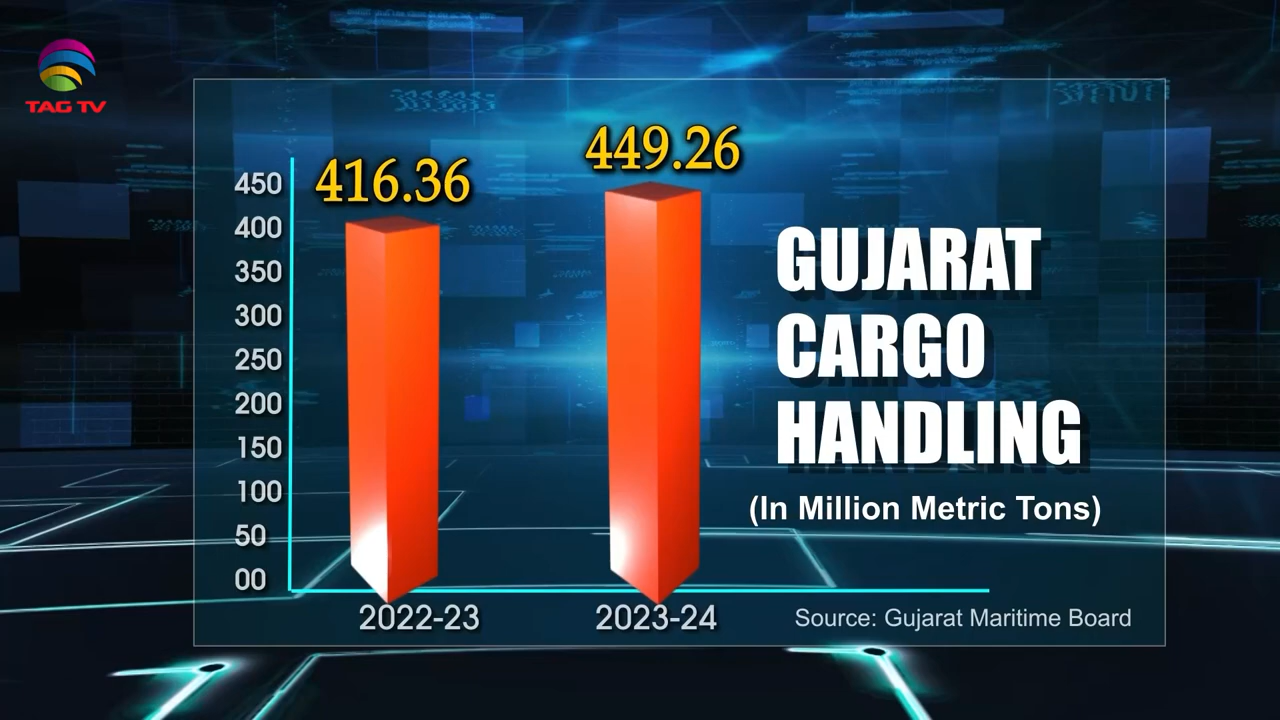 TAG TV
416.36
449.26
450
400
350
300
250
200
150
100
50
00
2022-23
2023-24
GUJARAT
CARGO
HANDLING
(In Million Metric Tons)
Source: Gujarat Maritime Board